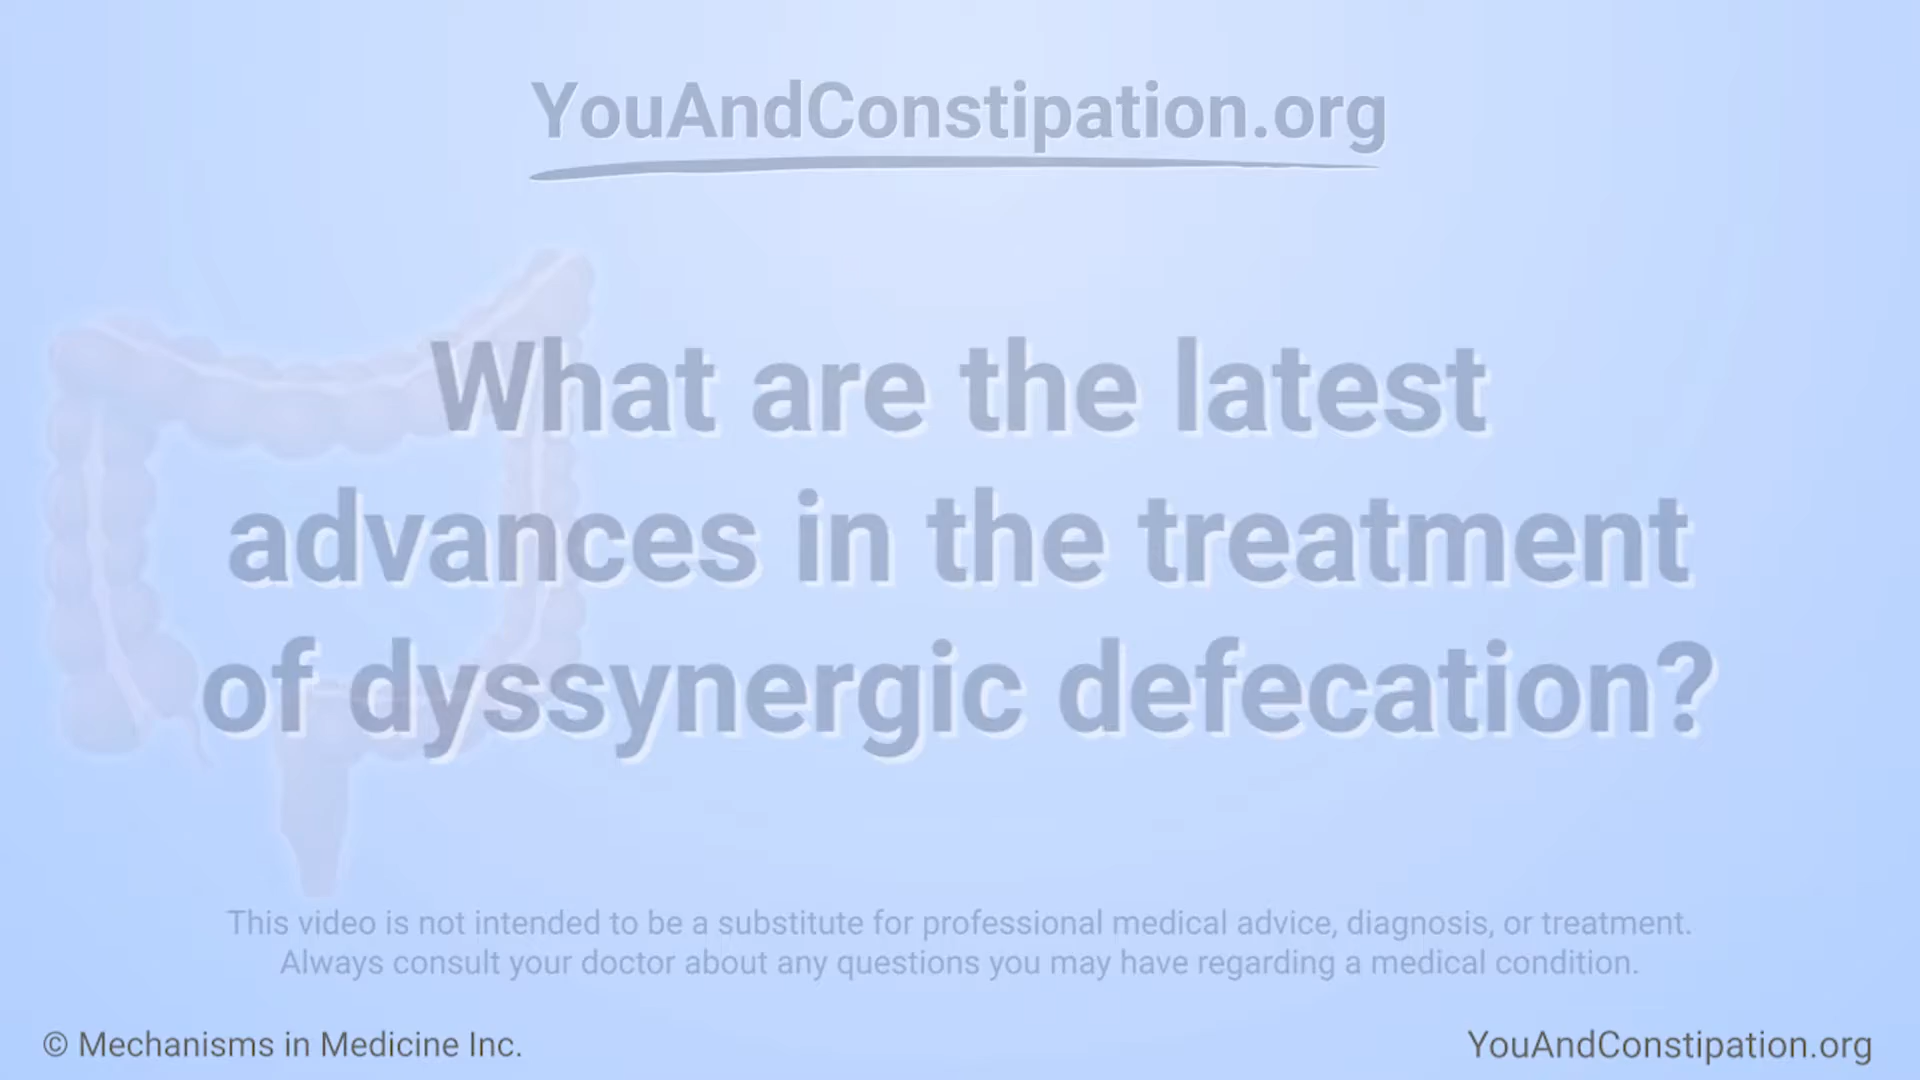 YouAndConstipation.org
What are the latest
advances in the treatment
of dyssynergic defecation?
This video is not intended to be a substitute for professional medical advice, diagnosis, or treatment.
Always consult your doctor about any questions you may have regarding a medical condition.
© Mechanisms in Medicine Inc.
YouAndConstipation.org